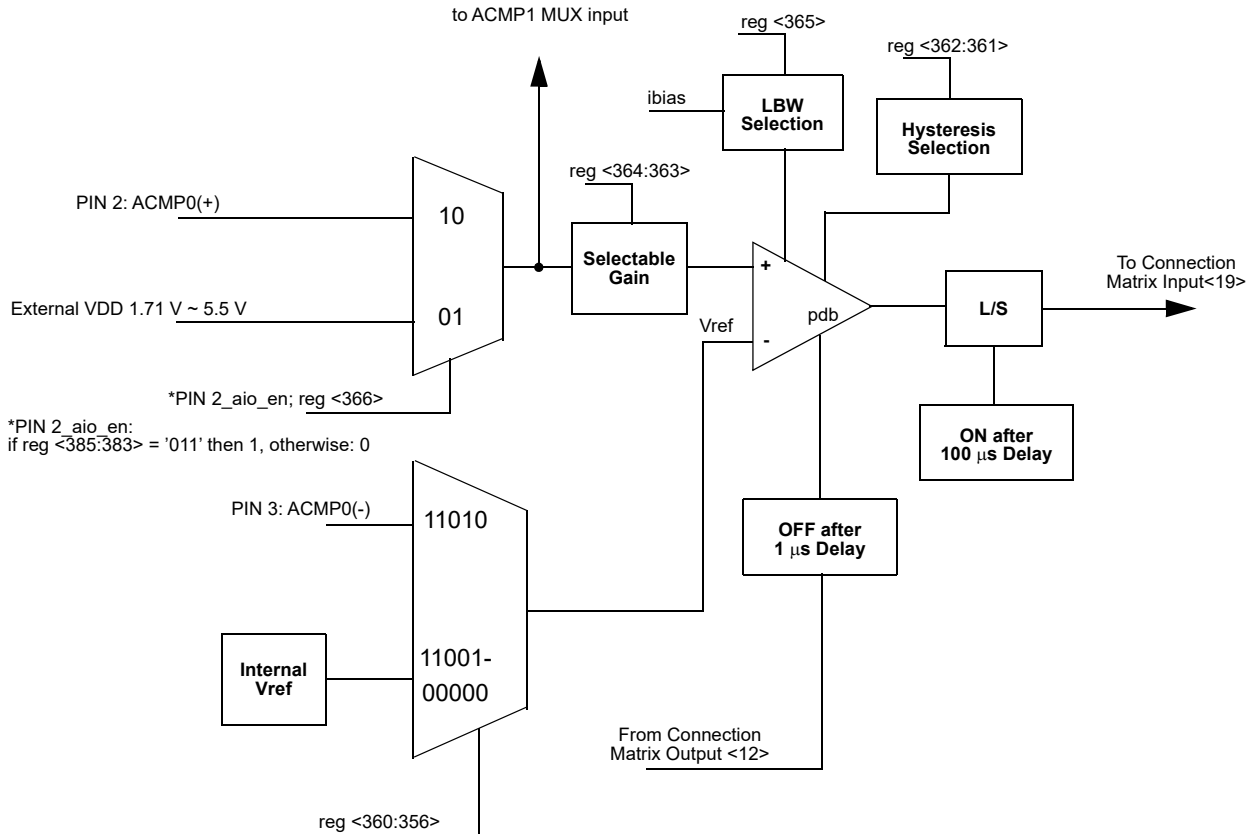 to ACMP1 MUX input
reg <365>
reg <362:361>
ibias
LBW
Selection
Hysteresis
Selection
reg <364:363>
PIN 2: ACMP0(+)
10
Selectable
Gain
+
To Connection
Matrix Input<19>
External VDD 1.71 V ~ 5.5 V
01
pdb
L/S
Vref
-
*PIN 2_aio_en; reg <366>
*PIN 2_aio_en:
if reg <385:383> = ’011’ then 1, otherwise: 0
ON after
100 μs Delay
PIN 3: ACMP0(-)
11010
OFF after
1 μs Delay
Internal
Vref
11001-
00000
From Connection
Matrix Output <12>
reg <360:356>